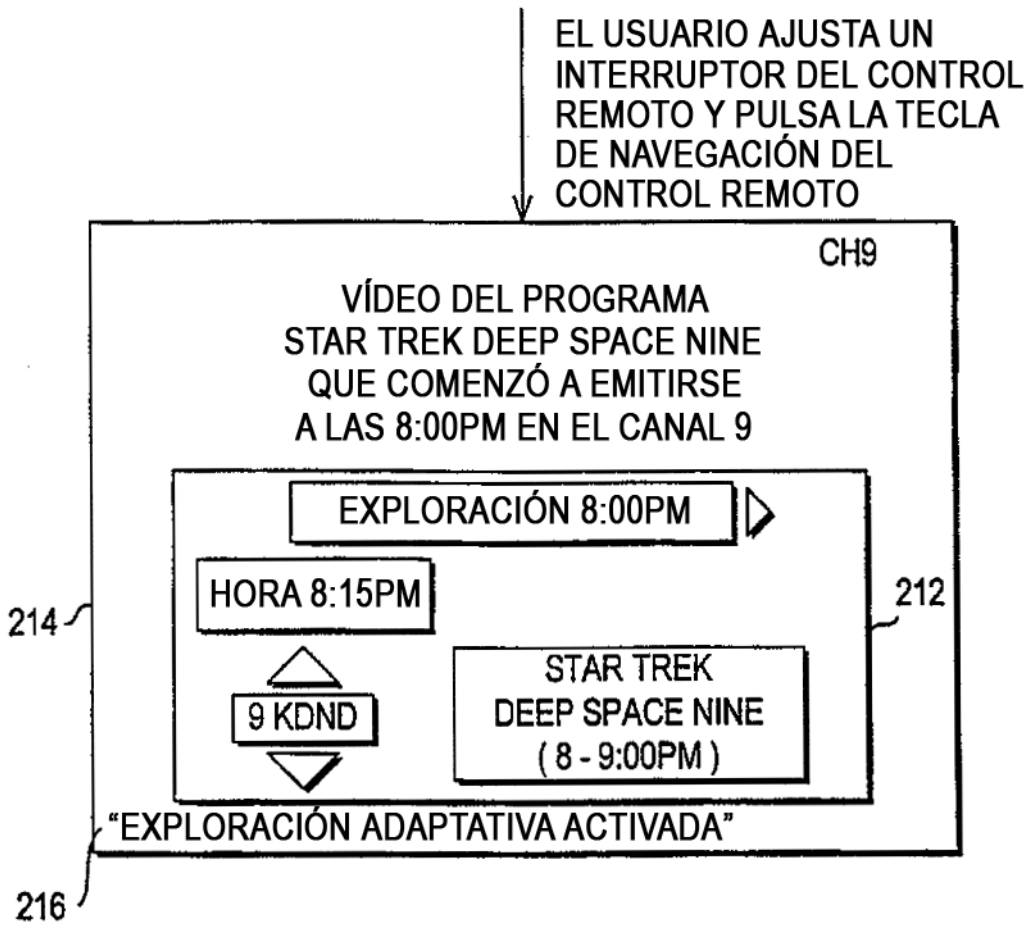 EL USUARIO AJUSTA UN
INTERRUPTOR DEL CONTROL
REMOTO Y PULSA LA TECLA
DE NAVEGACIÓN DEL
CONTROL REMOTO
CH9
VÍDEO DEL PROGRAMA
STAR TREK DEEP SPACE NINE
QUE COMENZÓ A EMITIRSE
A LAS 8:00PM EN EL CANAL 9
EXPLORACIÓN 8:00PM
HORA 8:15PM
214
212
9 KDND
STAR TREK
DEEP SPACE NINE
( 8 - 9:00PM )
“EXPLORACIÓN ADAPTATIVA ACTIVADA”
216